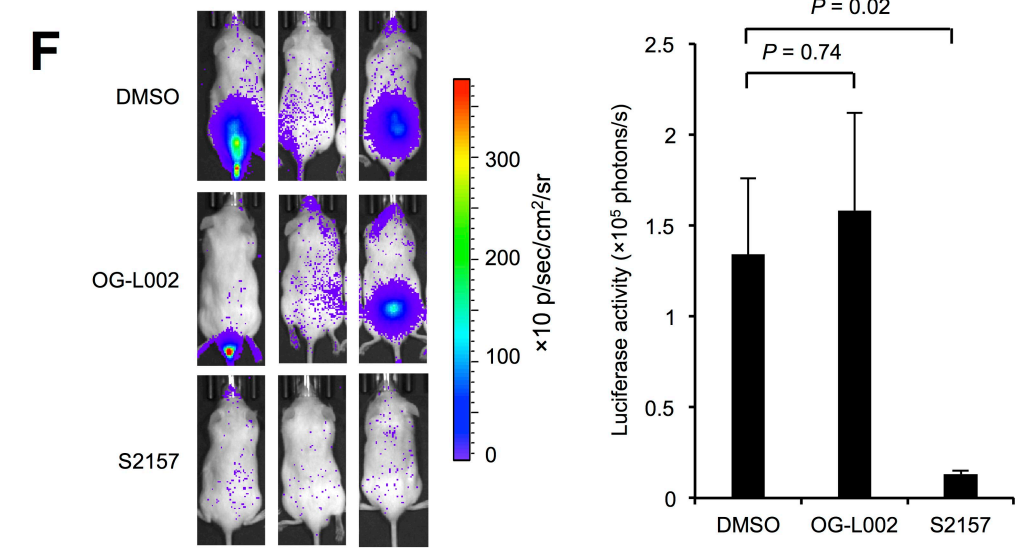 F
DMSO
OG-L002
S2157
300
200
100
0
×10 p/sec/cm²/sr
P = 0.02
P = 0.74
2.5
2
1.5
1
0.5
0
Luciferase activity (×10⁵ photons/s)
DMSO OG-L002 S2157